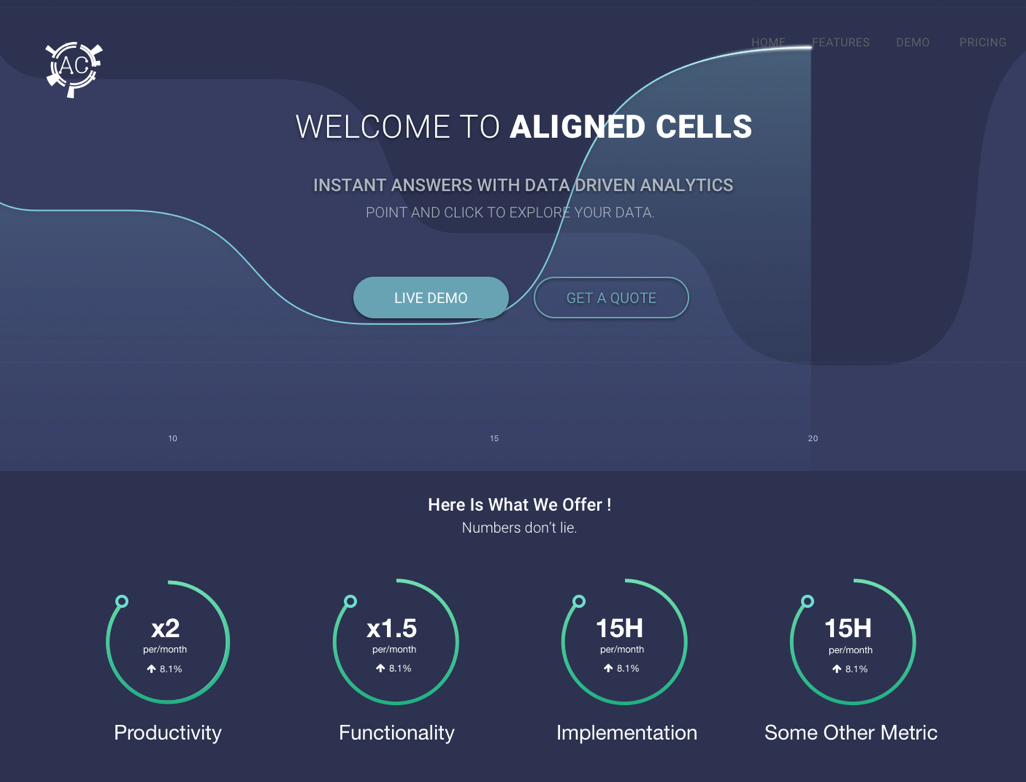 AC
HOME FEATURES DEMO PRICING
WELCOME TO ALIGNED CELLS
INSTANT ANSWERS WITH DATA DRIVEN ANALYTICS
POINT AND CLICK TO EXPLORE YOUR DATA.
LIVE DEMO GET A QUOTE
10 15 20
Here Is What We Offer !
Numbers don’t lie.
x2
per/month
8.1%
Productivity
x1.5
per/month
8.1%
Functionality
15H
per/month
8.1%
Implementation
15H
per/month
8.1%
Some Other Metric